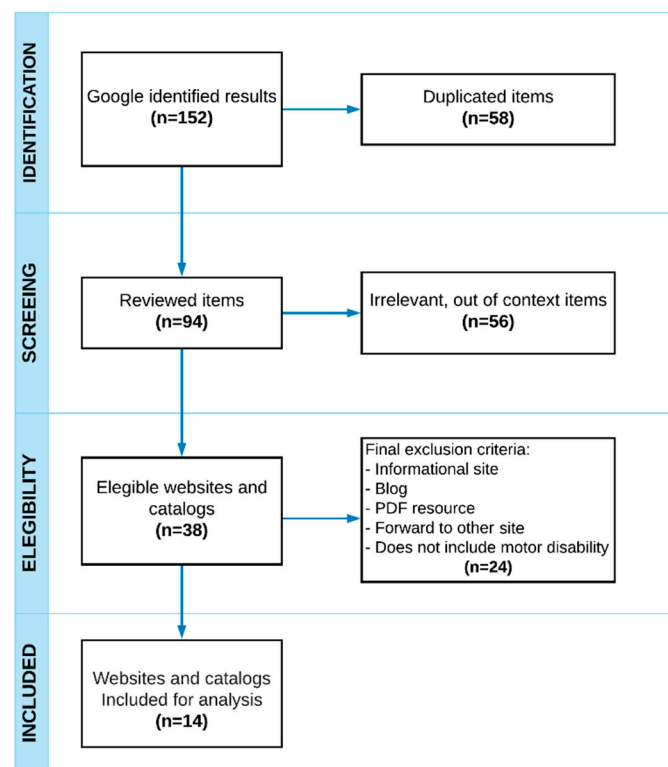 IDENTIFICATION
Google identified results
(n=152)
Duplicated items
(n=58)
SCREEING
Reviewed items
(n=94)
Irrelevant, out of context items
(n=56)
ELEGIBILITY
Elegible websites and
catalogs
(n=38)
Final exclusion criteria:
- Informational site
- Blog
- PDF resource
- Forward to other site
- Does not include motor disability
(n=24)
INCLUDED
Websites and catalogs
Included for analysis
(n=14)